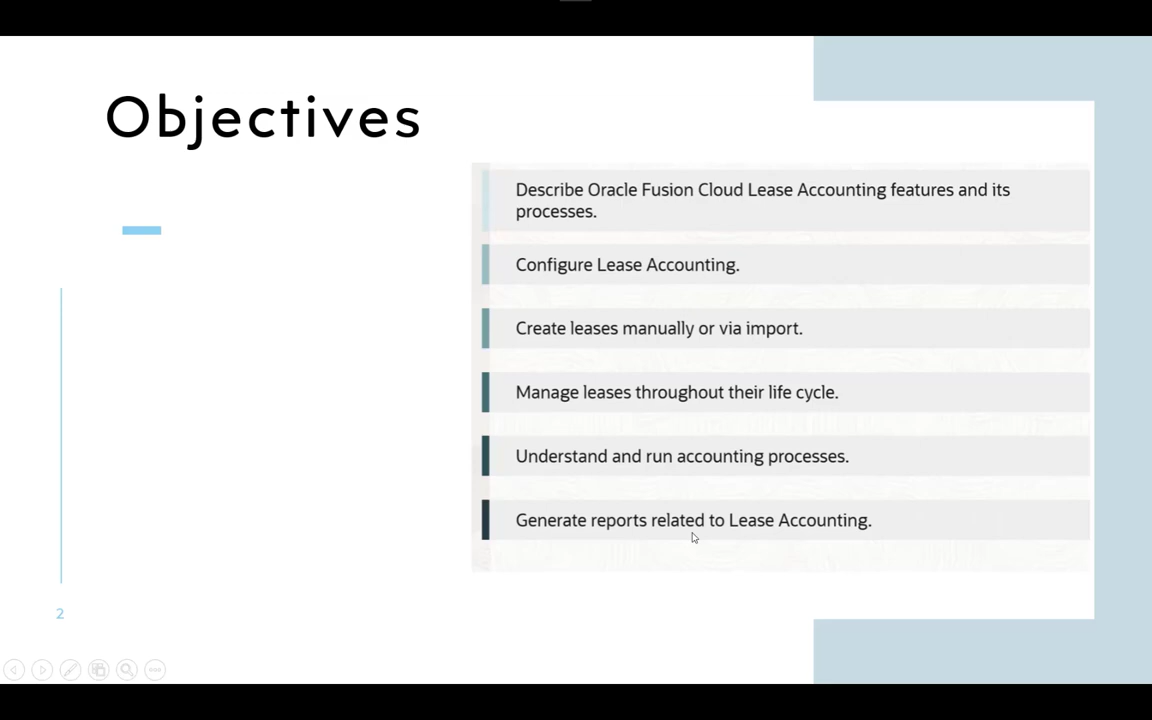 Objectives
Describe Oracle Fusion Cloud Lease Accounting features and its
processes.
Configure Lease Accounting.
Create leases manually or via import.
Manage leases throughout their life cycle.
Understand and run accounting processes.
Generate reports related to Lease Accounting.
2